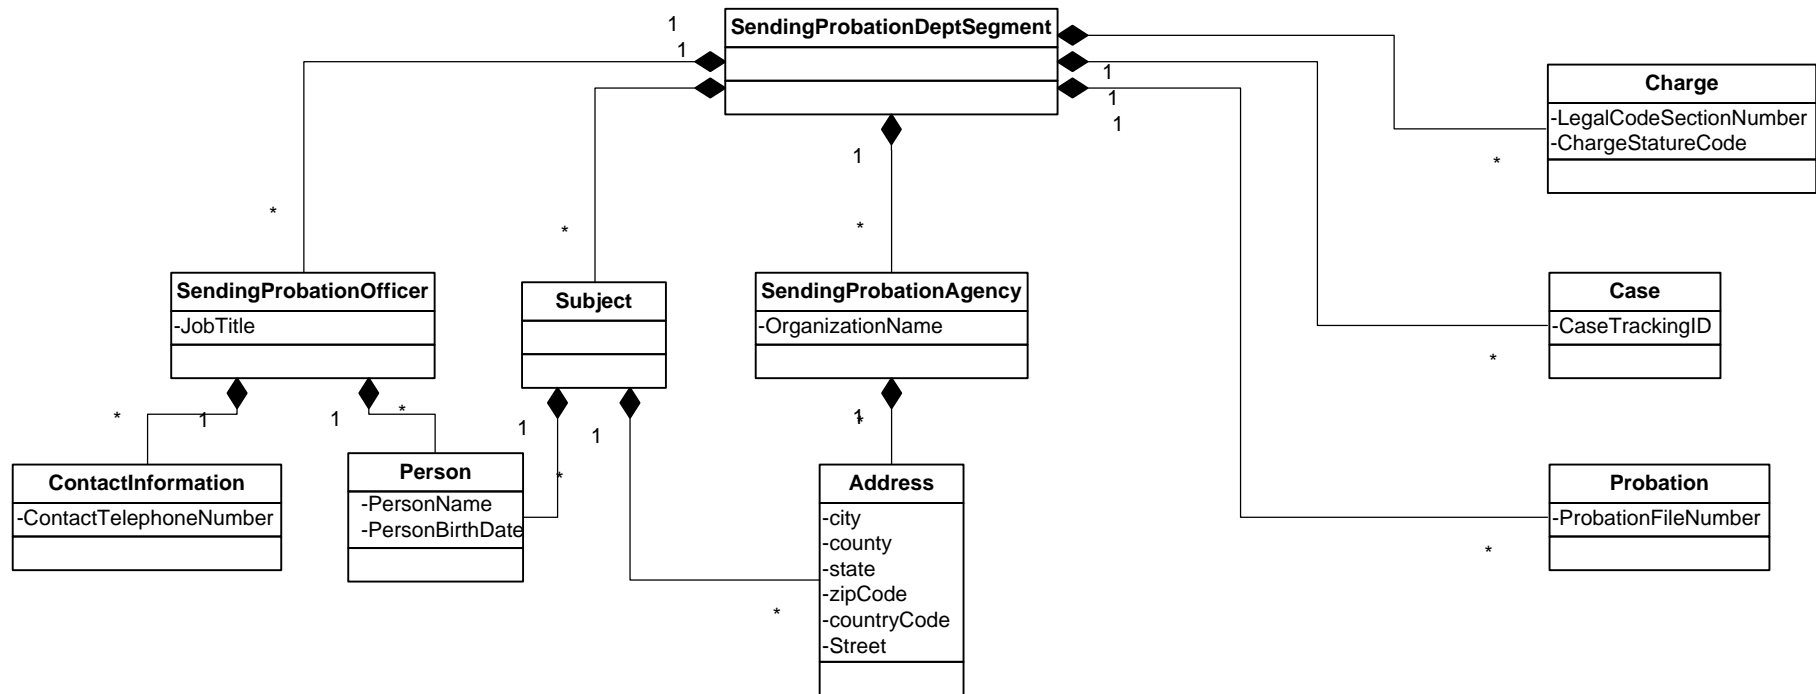 SendingProbationDeptSegment
1
1
1
1
1
1
*
*
*
*
*
*
Charge
-LegalCodeSectionNumber
-ChargeStatureCode
SendingProbationOfficer
-JobTitle
Subject
SendingProbationAgency
-OrganizationName
Case
-CaseTrackingID
*
1
1
*
1
*
1
*
1
*
ContactInformation
-ContactTelephoneNumber
Person
-PersonName
-PersonBirthDate
Address
-city
-county
-state
-zipCode
-countryCode
-Street
Probation
-ProbationFileNumber